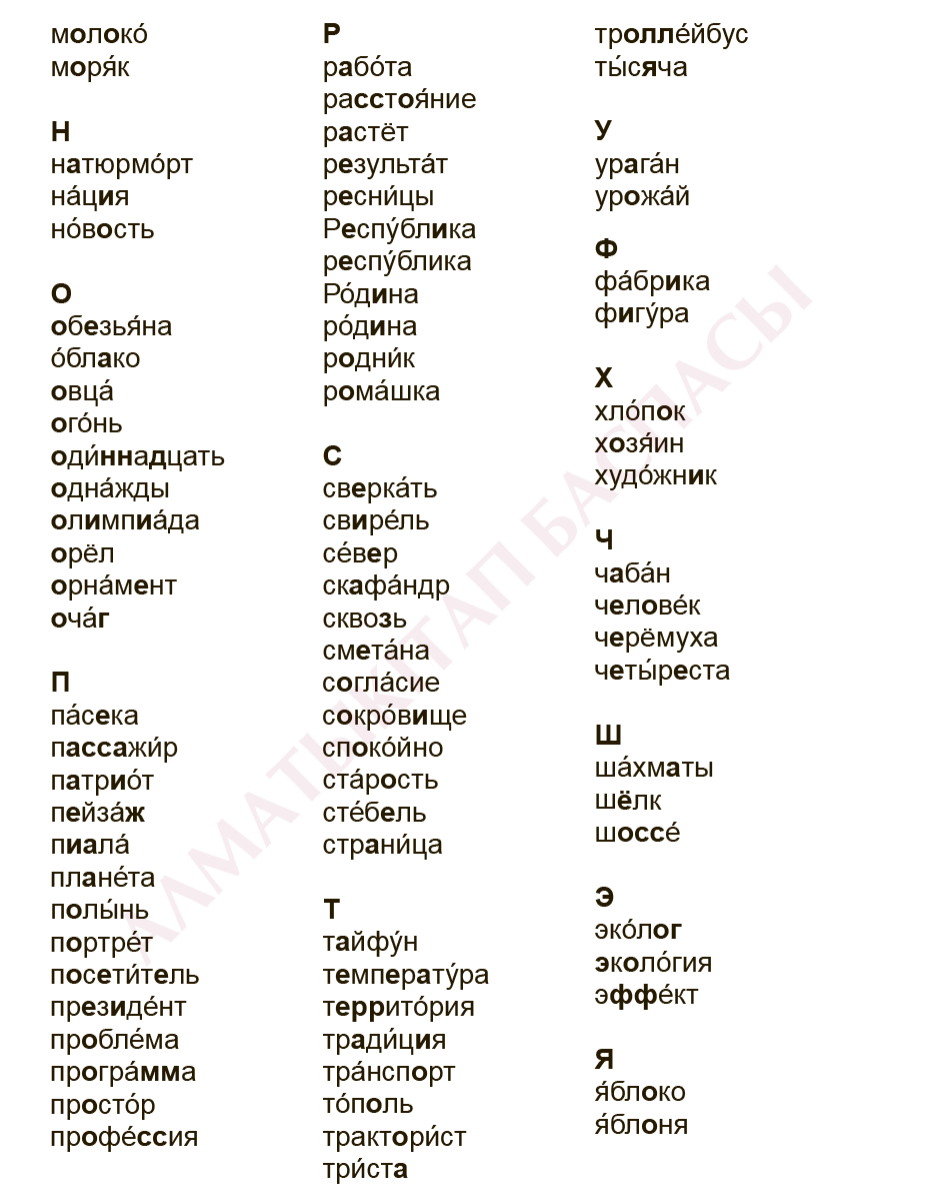 молоко́
моря́к
Н
натюрмо́рт
на́ция
но́вость
О
обезья́на
о́блако
овца́
ого́нь
оди́ннадцать
одна́жды
олимпиа́да
орёл
орна́мент
оча́г
П
па́сека
пассажи́р
патрио́т
пейза́ж
пиала́
плане́та
полы́нь
портре́т
посети́тель
президе́нт
пробле́ма
програ́мма
просто́р
профе́ссия
Р
рабо́та
расстоя́ние
растёт
результа́т
ресни́цы
Респу́блика
респу́блика
Ро́дина
ро́дина
родни́к
рома́шка
С
сверка́ть
свире́ль
се́вер
скафа́ндр
сквозь
смета́на
согла́сие
сокро́вище
споко́йно
ста́рость
сте́бель
страни́ца
Т
тайфу́н
температу́ра
террито́рия
тради́ция
тра́нспорт
то́поль
трактори́ст
три́ста
тролле́йбус
ты́сяча
У
урага́н
урожа́й
Ф
фа́брика
фигу́ра
Х
хло́пок
хозя́ин
худо́жник
Ч
чаба́н
челове́к
черёмуха
четы́реста
Ш
ша́хматы
шёлк
шоссе́
Э
эко́лог
эколо́гия
эффе́кт
Я
я́блоко
я́блоня
АЛМАТЫКІТАП БАСПАСЫ